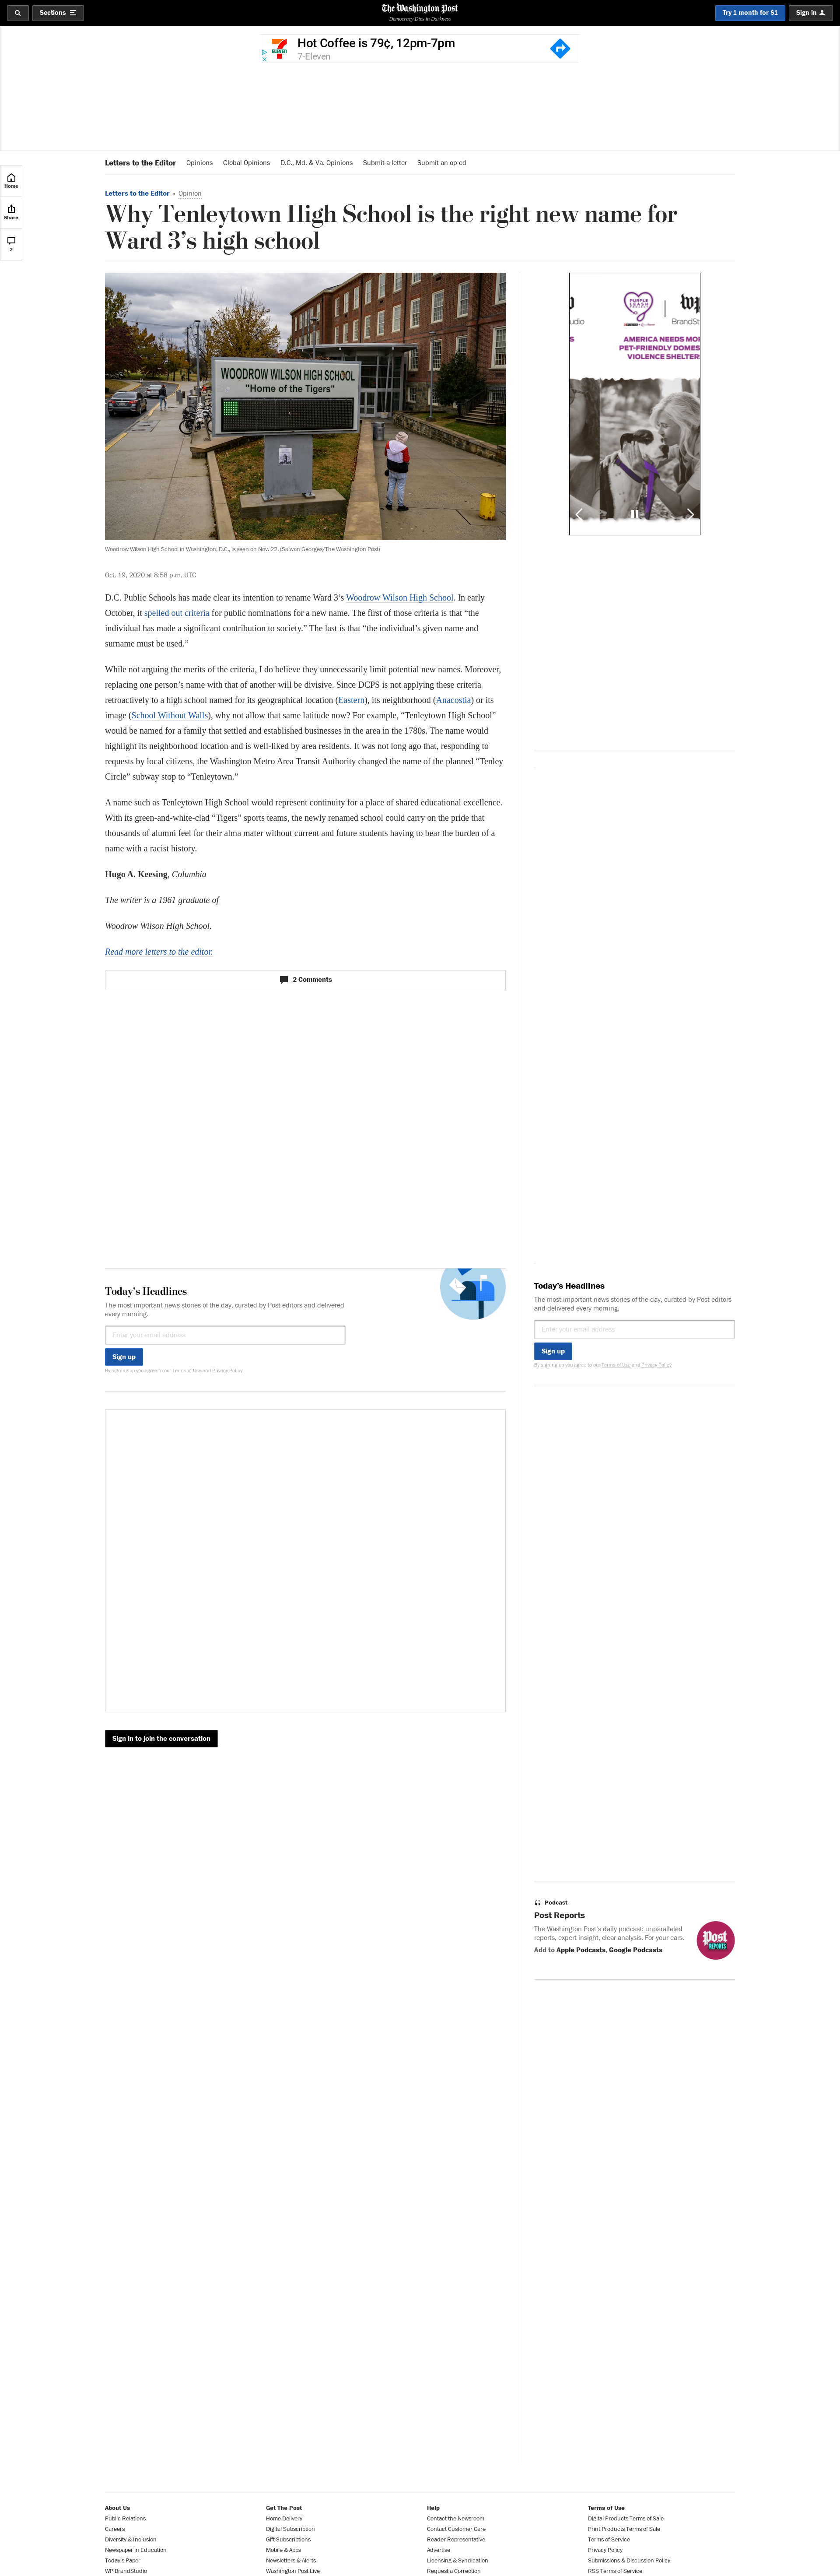 Sections
The Washington Post
Democracy Dies in Darkness
Try 1 month for $1
Sign in
Hot Coffee is 79¢, 12pm-7pm
7-Eleven
ELEVEN
Letters to the Editor
Opinions
Global Opinions
D.C., Md. & Va. Opinions
Submit a letter
Submit an op-ed
Home
Share
2
Letters to the Editor • Opinion
Why Tenleytown High School is the right new name for
Ward 3’s high school
WOODROW WILSON HIGH SCHOOL
"Home of the Tigers"
PURPLE
LEASH
BrandSt
AMERICA NEEDS MO
PET-FRIENDLY DOMES
VIOLENCE SHELTER
Woodrow Wilson High School in Washington, D.C., is seen on Nov. 22. (Salwan Georges/The Washington Post)
Oct. 19, 2020 at 8:58 p.m. UTC
D.C. Public Schools has made clear its intention to rename Ward 3’s Woodrow Wilson High School. In early
October, it spelled out criteria for public nominations for a new name. The first of those criteria is that “the
individual has made a significant contribution to society.” The last is that “the individual’s given name and
surname must be used.”
While not arguing the merits of the criteria, I do believe they unnecessarily limit potential new names. Moreover,
replacing one person’s name with that of another will be divisive. Since DCPS is not applying these criteria
retroactively to a high school named for its geographical location (Eastern), its neighborhood (Anacostia) or its
image (School Without Walls), why not allow that same latitude now? For example, “Tenleytown High School”
would be named for a family that settled and established businesses in the area in the 1780s. The name would
highlight its neighborhood location and is well-liked by area residents. It was not long ago that, responding to
requests by local citizens, the Washington Metro Area Transit Authority changed the name of the planned “Tenley
Circle” subway stop to “Tenleytown.”
A name such as Tenleytown High School would represent continuity for a place of shared educational excellence.
With its green-and-white-clad “Tigers” sports teams, the newly renamed school could carry on the pride that
thousands of alumni feel for their alma mater without current and future students having to bear the burden of a
name with a racist history.
Hugo A. Keesing, Columbia
The writer is a 1961 graduate of
Woodrow Wilson High School.
Read more letters to the editor.
2 Comments
Today’s Headlines
The most important news stories of the day, curated by Post editors and delivered
every morning.
Enter your email address
Sign up
By signing up you agree to our Terms of Use and Privacy Policy
Today’s Headlines
The most important news stories of the day, curated by Post editors
and delivered every morning.
Enter your email address
Sign up
By signing up you agree to our Terms of Use and Privacy Policy
Sign in to join the conversation
Podcast
Post Reports
The Washington Post’s daily podcast: unparalleled
reports, expert insight, clear analysis. For your ears.
Add to Apple Podcasts, Google Podcasts
Post
REPORTS
About Us
Public Relations
Careers
Diversity & Inclusion
Newspaper in Education
Today's Paper
WP BrandStudio
Get The Post
Home Delivery
Digital Subscription
Gift Subscriptions
Mobile & Apps
Newsletters & Alerts
Washington Post Live
Help
Contact the Newsroom
Contact Customer Care
Reader Representative
Advertise
Licensing & Syndication
Request a Correction
Terms of Use
Digital Products Terms of Sale
Print Products Terms of Sale
Terms of Service
Privacy Policy
Submissions & Discussion Policy
RSS Terms of Service